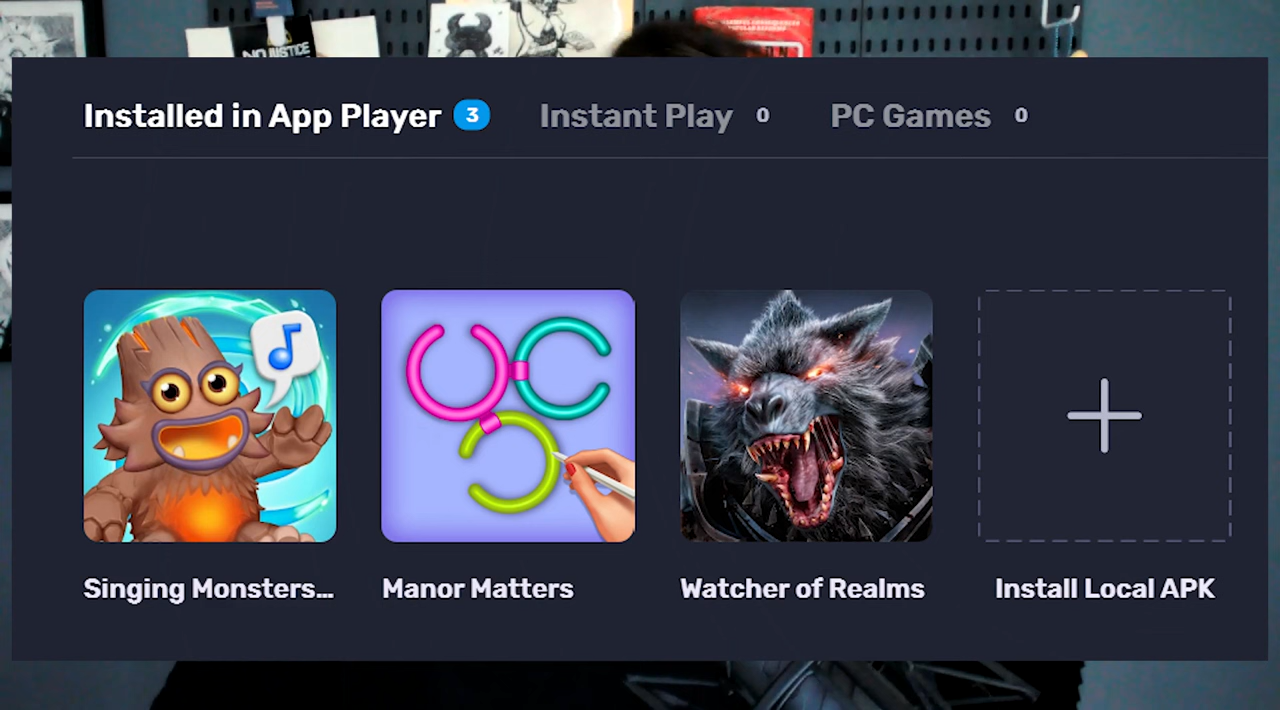 NO JUSTICE
Installed in App Player 3 Instant Play 0 PC Games 0
Singing Monsters... Manor Matters Watcher of Realms Install Local APK